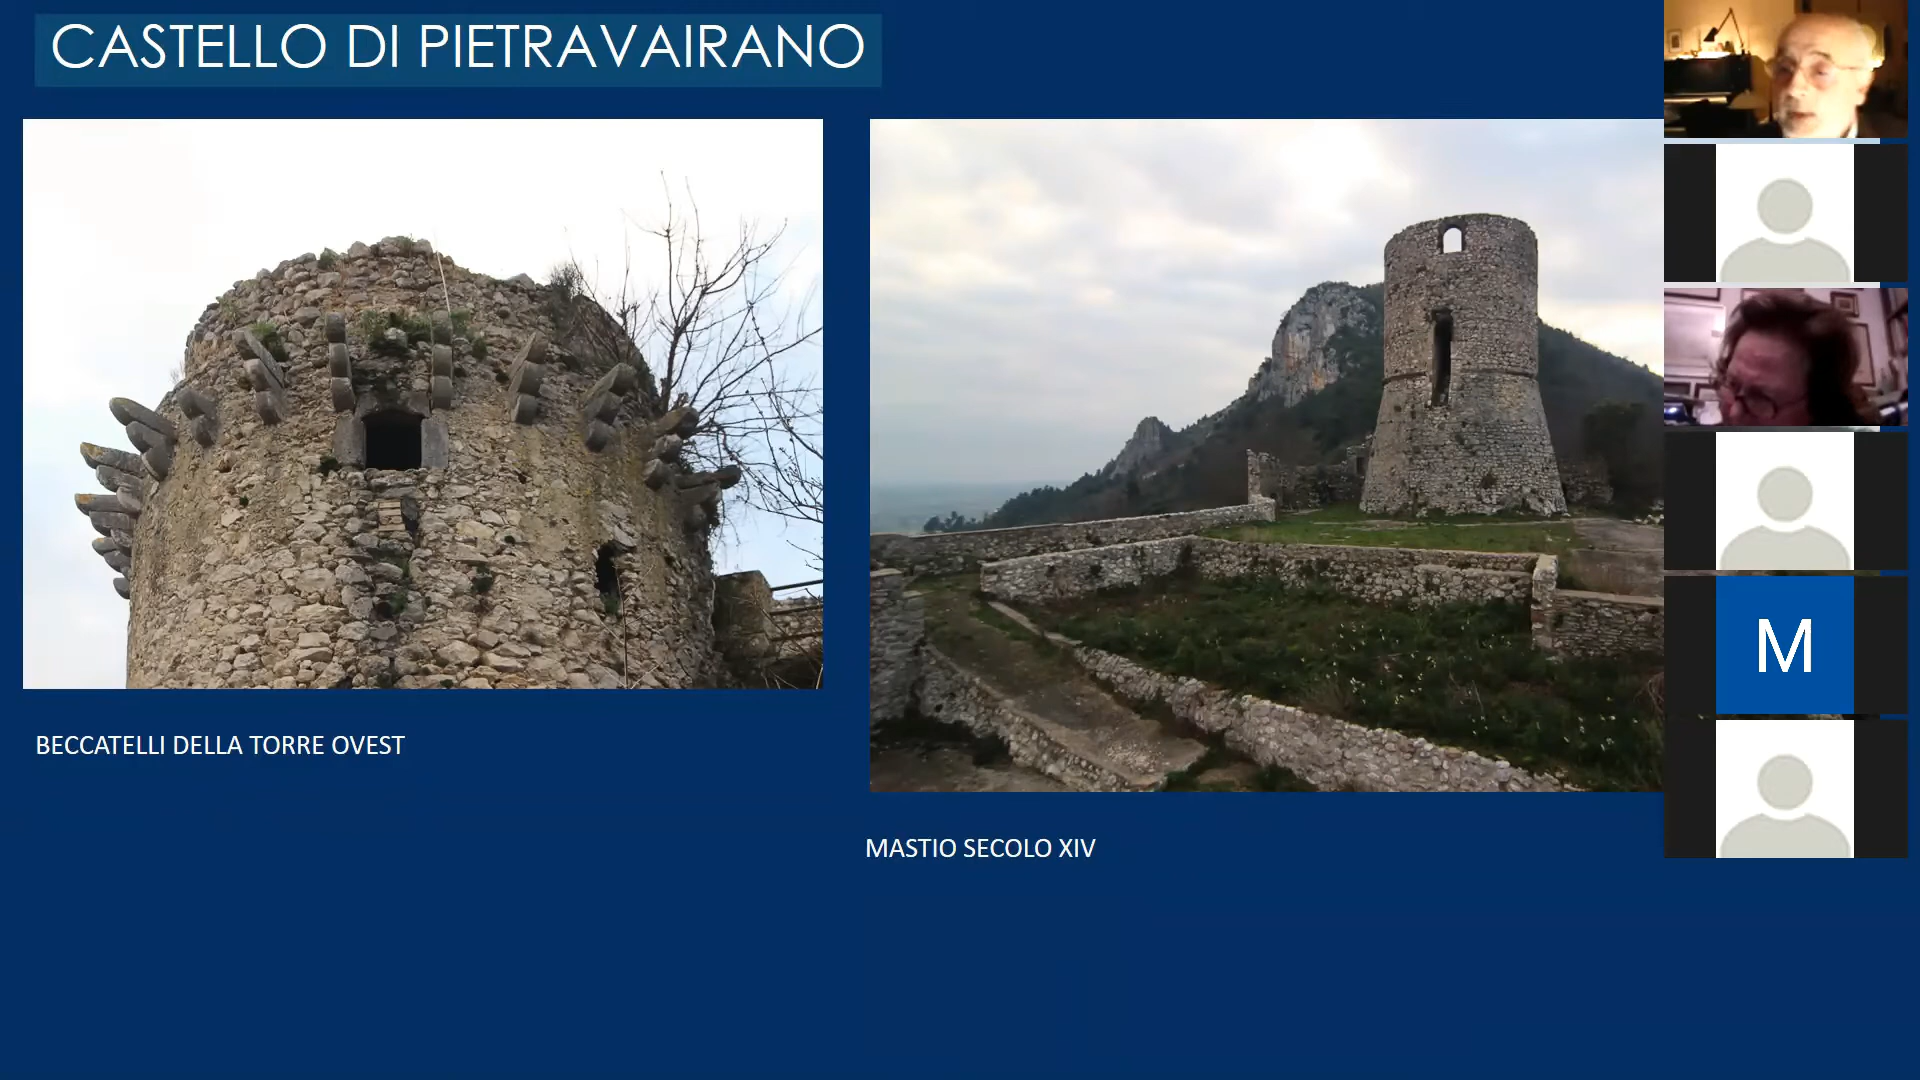 CASTELLO DI PIETRAVAIRANO
BECCATELLI DELLA TORRE OVEST
MASTIO SECOLO XIV
M